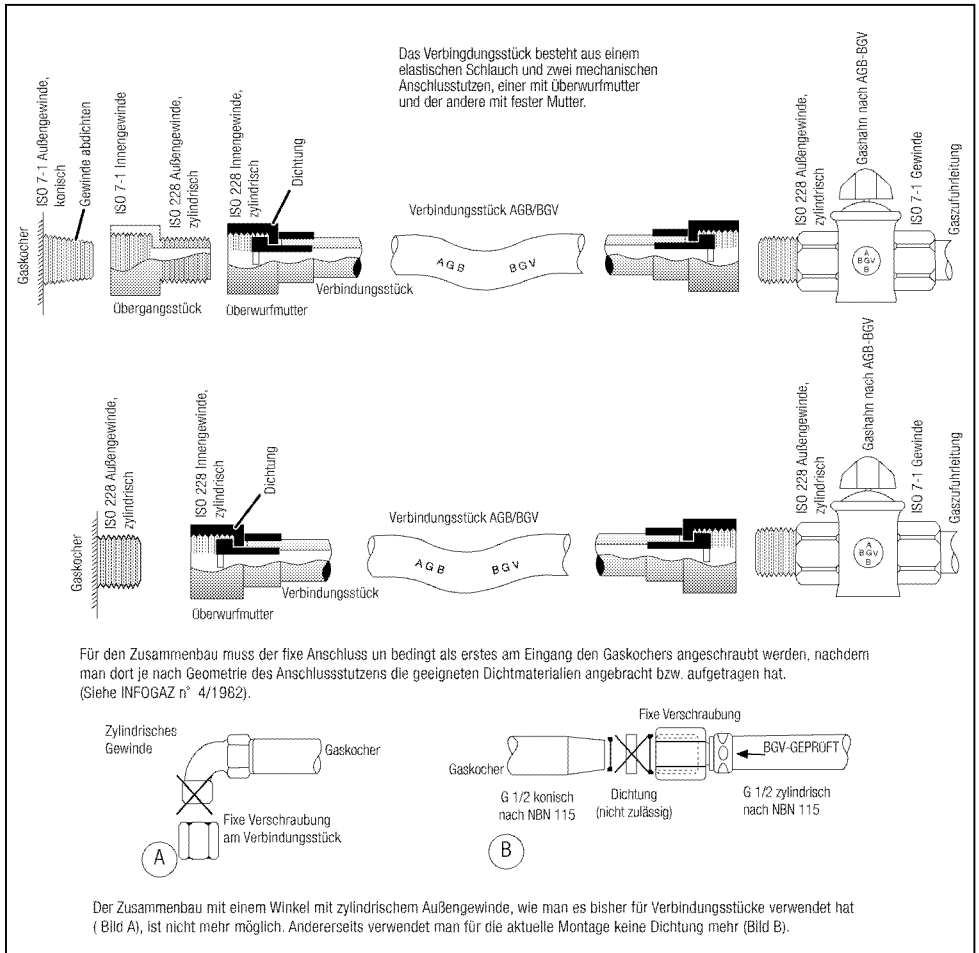 Das Verbingdungsstück besteht aus einem
elastischen Schlauch und zwei mechanischen
Anschlusstutzen, einer mit Überwurfmutter
und der andere mit fester Mutter.
Gaskocher
ISO 7-1 Außengewinde,
konisch
Gewinde abdichten
ISO 7-1 Innengewinde
ISO 228 Außengewinde,
zylindrisch
Übergangsstück
ISO 228 Innengewinde,
zylindrisch
Dichtung
Überwurfmutter
Verbindungsstück
Verbindungsstück AGB/BGV
AGB BGV
ISO 228 Außengewinde,
zylindrisch
Gashahn nach AGB-BGV
A
BGV
B
ISO 7-1 Gewinde
Gaszufuhrleitung
Gaskocher
ISO 228 Außengewinde,
zylindrisch
ISO 228 Innengewinde,
zylindrisch
Dichtung
Überwurfmutter
Verbindungsstück
Verbindungsstück AGB/BGV
AGB BGV
ISO 228 Außengewinde,
zylindrisch
Gashahn nach AGB-BGV
A
BGV
B
ISO 7-1 Gewinde
Gaszufuhrleitung
Für den Zusammenbau muss der fixe Anschluss un bedingt als erstes am Eingang den Gaskochers angeschraubt werden, nachdem
man dort je nach Geometrie des Anschlussstutzens die geeigneten Dichtmaterialien angebracht bzw. aufgetragen hat.
(Siehe INFOGAZ n° 4/1982).
Zylindrisches
Gewinde
Gaskocher
Fixe Verschraubung
am Verbindungsstück
A
Fixe Verschraubung
BGV-GEPRÜFT
Gaskocher
G 1/2 konisch
nach NBN 115
Dichtung
(nicht zulässig)
G 1/2 zylindrisch
nach NBN 115
B
Der Zusammenbau mit einem Winkel mit zylindrischem Außengewinde, wie man es bisher für Verbindungsstücke verwendet hat
( Bild A), ist nicht mehr möglich. Andererseits verwendet man für die aktuelle Montage keine Dichtung mehr (Bild B).